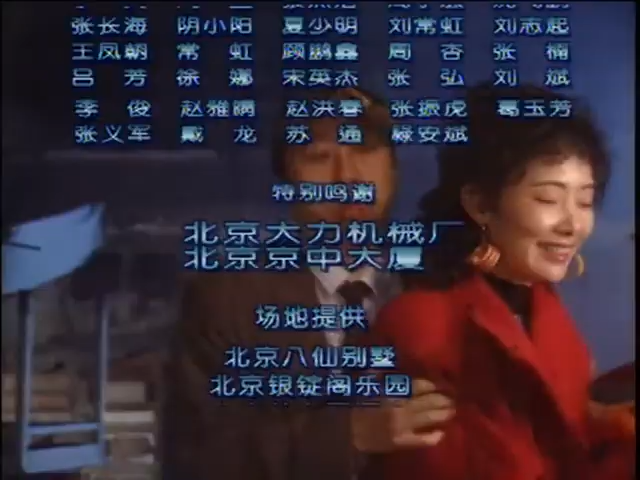 张长海 阴小阳 夏少明 刘常虹 刘志起
王凤朝 常虹 顾鹏鑫 周杏 张楠
吕芳 徐娜 宋英杰 张弘 刘斌
李俊 赵雅丽 赵洪春 张振虎 葛玉芳
张义军 戴龙 苏通 禄安斌
特别鸣谢
北京大力机械厂
北京京中大厦
场地提供
北京八仙别墅
北京银锭阁乐园